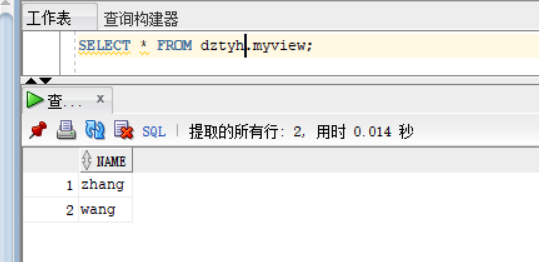 工作表 查询构建器
SELECT * FROM dztyh.myview;
查... x
SQL | 提取的所有行: 2, 用时 0.014 秒
NAME
1 zhang
2 wang